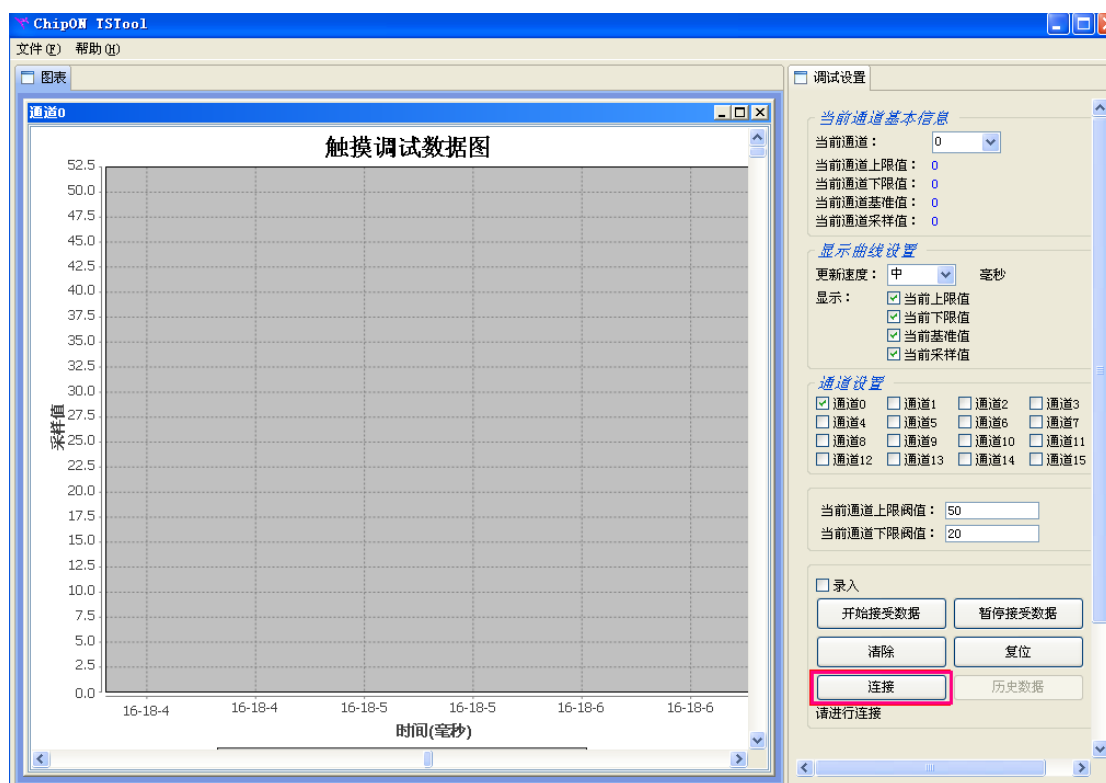 ChipON TSTool
文件(F) 帮助(H)
图表
通道0
触摸调试数据图
52.5
50.0
47.5
45.0
42.5
40.0
37.5
35.0
32.5
30.0
27.5
25.0
22.5
20.0
17.5
15.0
12.5
10.0
7.5
5.0
2.5
0.0
采样值
16-18-4 16-18-4 16-18-5 16-18-5 16-18-6 16-18-6
时间(毫秒)
调试设置
当前通道基本信息
当前通道： 0
当前通道上限值： 0
当前通道下限值： 0
当前通道基准值： 0
当前通道采样值： 0
显示曲线设置
更新速度： 中 毫秒
显示： 当前上限值
当前下限值
当前基准值
当前采样值
通道设置
通道0 通道1 通道2 通道3
通道4 通道5 通道6 通道7
通道8 通道9 通道10 通道11
通道12 通道13 通道14 通道15
当前通道上限阀值： 50
当前通道下限阀值： 20
录入
开始接受数据 暂停接受数据
清除 复位
连接 历史数据
请进行连接